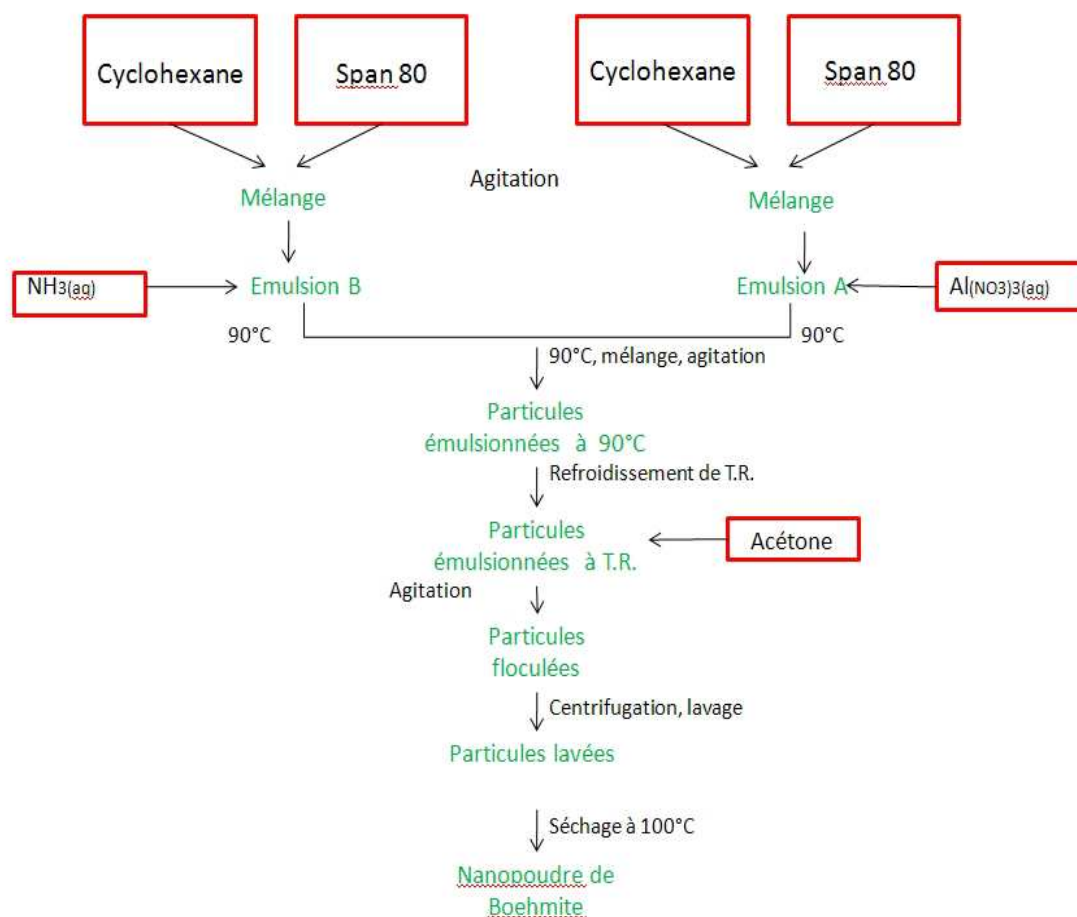 Cyclohexane
Span 80
Cyclohexane
Span 80
Agitation
Mélange
Mélange
NH3(aq)
Emulsion B
Emulsion A
Al(NO3)3(aq)
90°C
90°C
90°C, mélange, agitation
Particules
émulsionnées à 90°C
Refroidissement de T.R.
Particules
émulsionnées à T.R.
Acétone
Agitation
Particules
floculées
Centrifugation, lavage
Particules lavées
Séchage à 100°C
Nanopoudre de
Boehmite